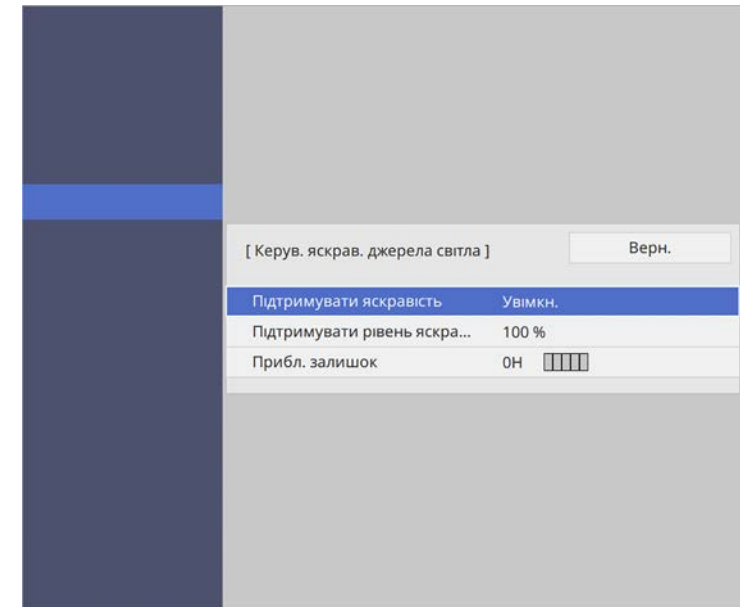 [ Керув. яскрав. джерела світла ] Верн.
Підтримувати яскравість Увімкн.
Підтримувати рівень яскра... 100 %
Прибл. залишок 0H